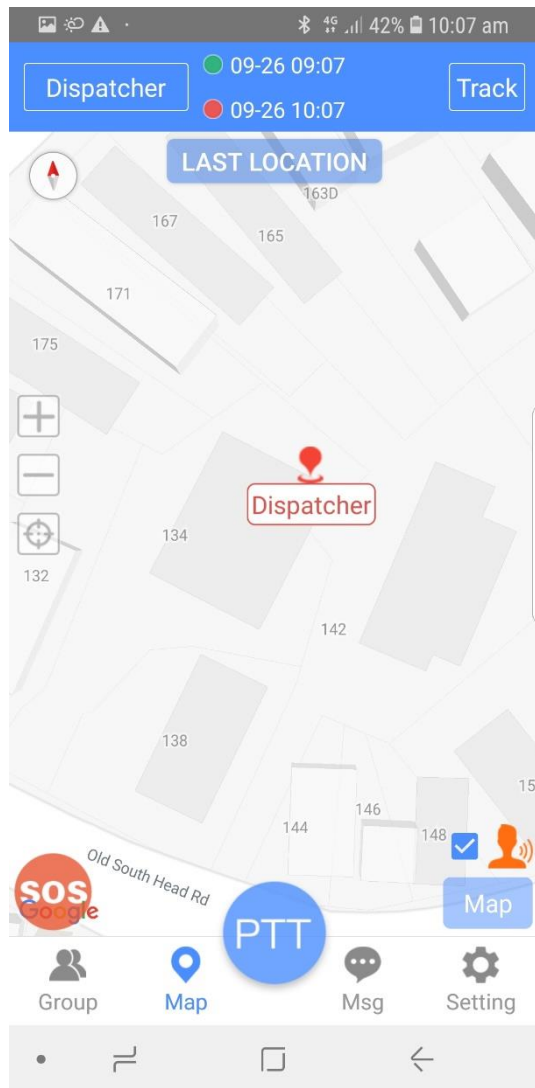 4G 42% 10:07 am
Dispatcher
09-26 09:07
09-26 10:07
Track
LAST LOCATION
163D
167
165
171
175
Dispatcher
134
132
142
138
15
146
144
148
Old South Head Rd
SOS
Google
PTT
Map
Group
Map
Msg
Setting